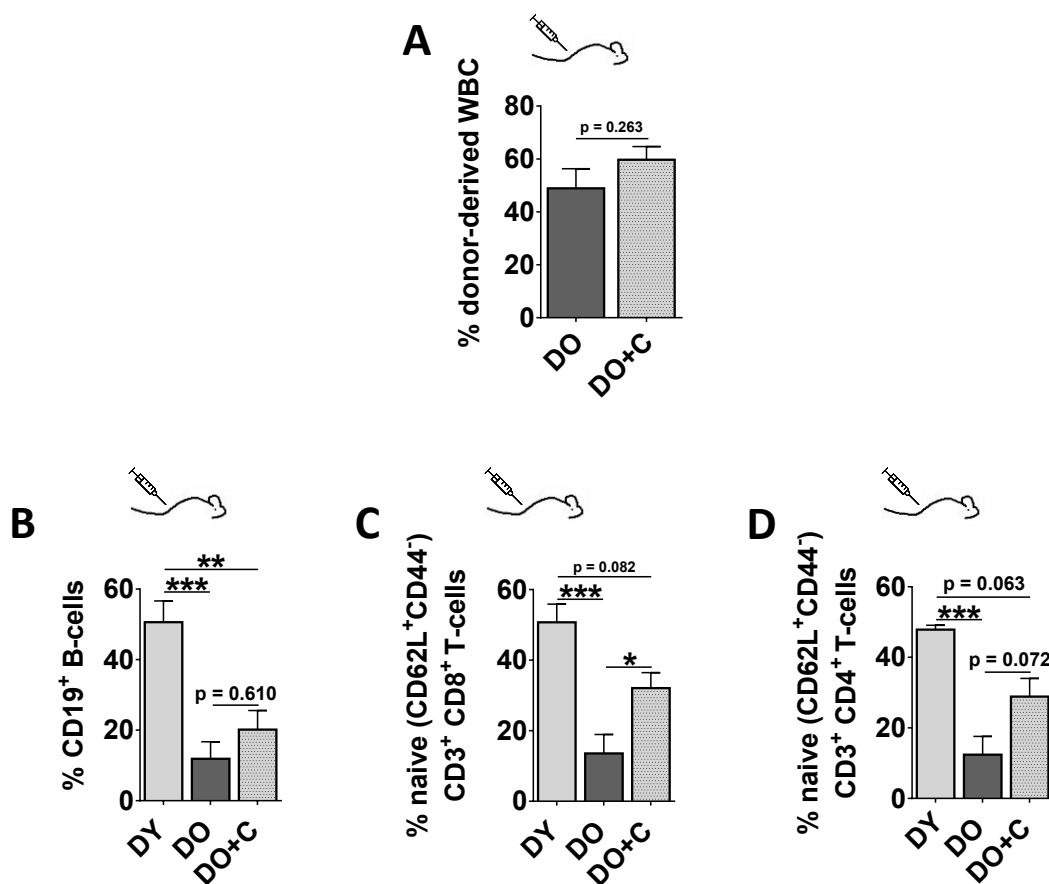 A
% donor-derived WBC
80
60
40
20
0
p = 0.263
DO
DO+C
B
% CD19⁺ B-cells
60
40
20
0
**
***
p = 0.610
DY
DO
DO+C
C
% naive (CD62L⁺CD44⁻)
CD3⁺ CD8⁺ T-cells
60
40
20
0
p = 0.082
***
*
DY
DO
DO+C
D
% naive (CD62L⁺CD44⁻)
CD3⁺ CD4⁺ T-cells
60
40
20
0
p = 0.063
***
p = 0.072
DY
DO
DO+C